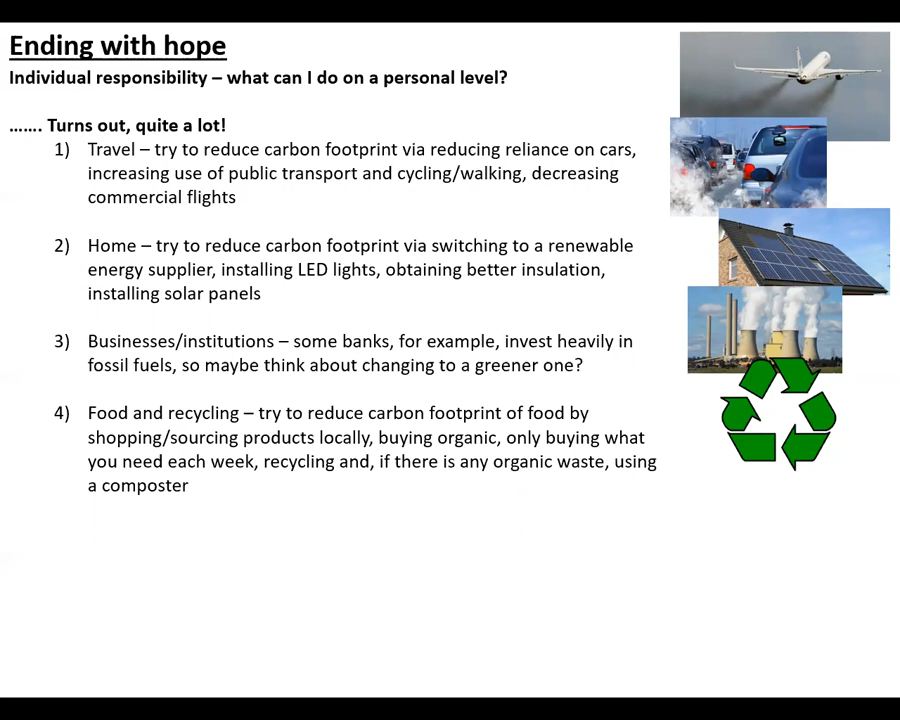 Ending with hope
Individual responsibility – what can I do on a personal level?
……. Turns out, quite a lot!
1) Travel – try to reduce carbon footprint via reducing reliance on cars,
increasing use of public transport and cycling/walking, decreasing
commercial flights
2) Home – try to reduce carbon footprint via switching to a renewable
energy supplier, installing LED lights, obtaining better insulation,
installing solar panels
3) Businesses/institutions – some banks, for example, invest heavily in
fossil fuels, so maybe think about changing to a greener one?
4) Food and recycling – try to reduce carbon footprint of food by
shopping/sourcing products locally, buying organic, only buying what
you need each week, recycling and, if there is any organic waste, using
a composter